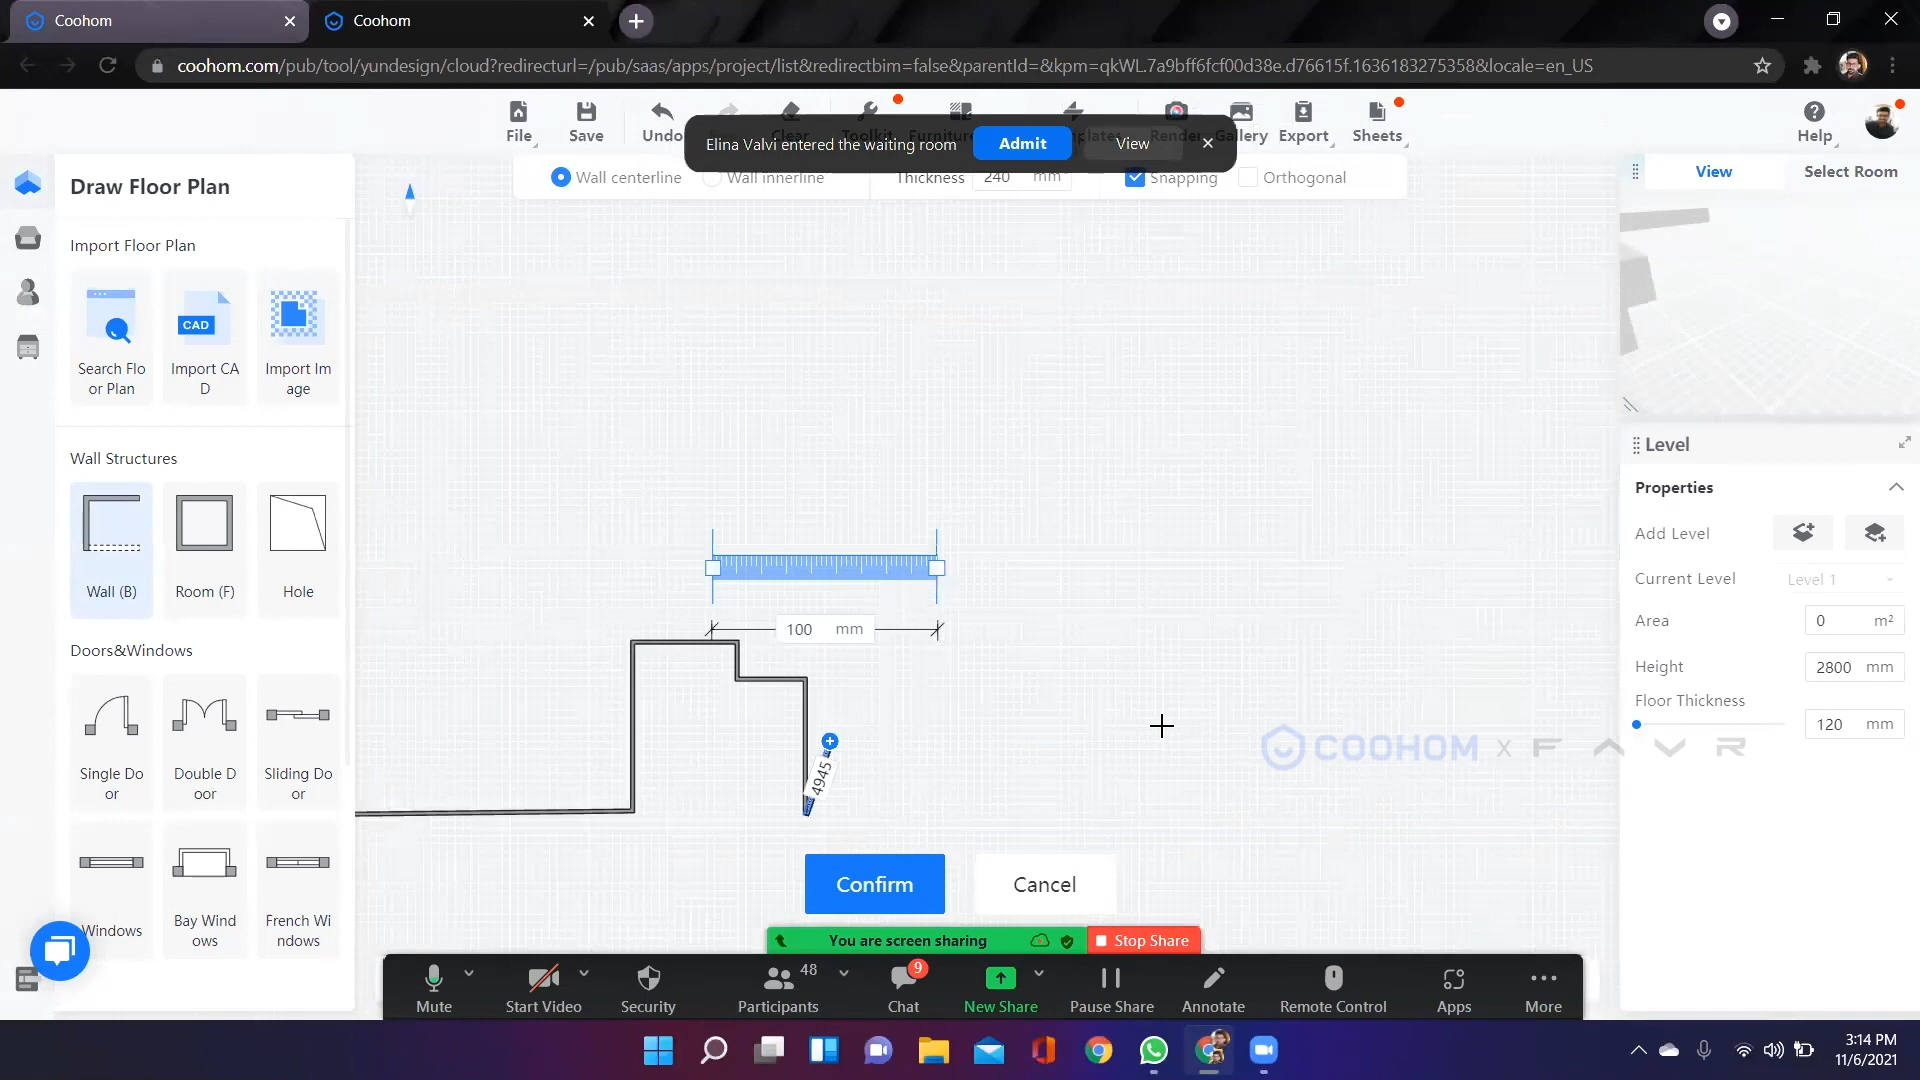 Coohom
Coohom
coohom.com/pub/tool/yundesign/cloud?redirecturl=/pub/saas/apps/project/list&redirectbim=false&parentId=&kpm=qkWL.7a9bff6fcf00d38e.d76615f.1636183275358&locale=en_US
File
Save
Undo
Clear
Toolkit
Render
Gallery
Export
Sheets
Help
Elina Valvi entered the waiting room
Admit
View
Wall centerline
Wall innerline
Thickness
240 mm
Snapping
Orthogonal
Draw Floor Plan
Import Floor Plan
CAD
Search Flo
or Plan
Import CA
D
Import Im
age
Wall Structures
Wall (B)
Room (F)
Hole
Doors&Windows
Single Do
or
Double D
oor
Sliding Do
or
Windows
Bay Wind
ows
French Wi
ndows
100 mm
4945
Confirm
Cancel
View
Select Room
Level
Properties
Add Level
Current Level
Level 1
Area
0 m²
Height
2800 mm
Floor Thickness
120 mm
COOHOM X
You are screen sharing
Stop Share
Mute
Start Video
Security
48
Participants
9
Chat
New Share
Pause Share
Annotate
Remote Control
Apps
More
3:14 PM
11/6/2021